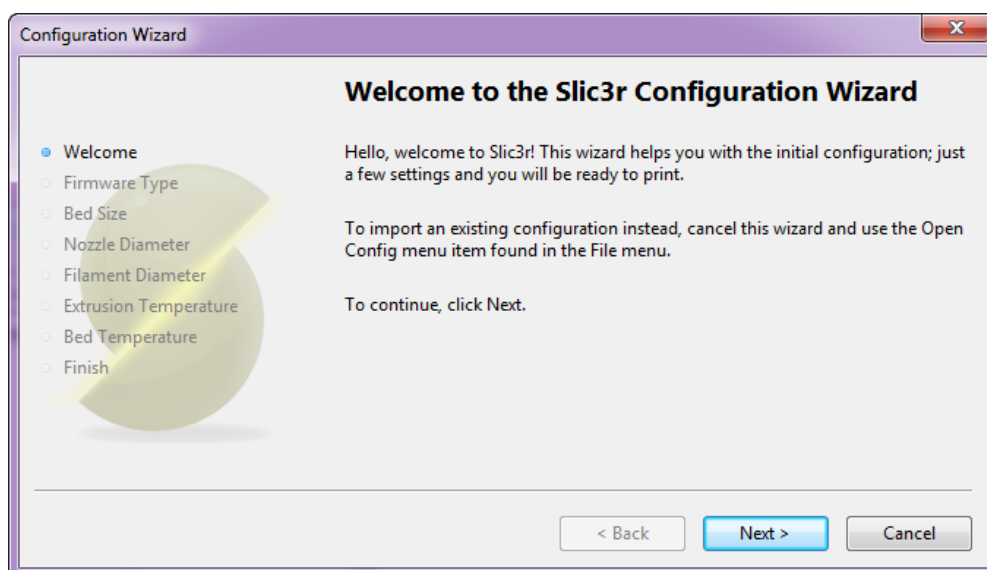 Configuration Wizard
Welcome to the Slic3r Configuration Wizard
Welcome
Firmware Type
Bed Size
Nozzle Diameter
Filament Diameter
Extrusion Temperature
Bed Temperature
Finish
Hello, welcome to Slic3r! This wizard helps you with the initial configuration; just
a few settings and you will be ready to print.
To import an existing configuration instead, cancel this wizard and use the Open
Config menu item found in the File menu.
To continue, click Next.
< Back
Next >
Cancel